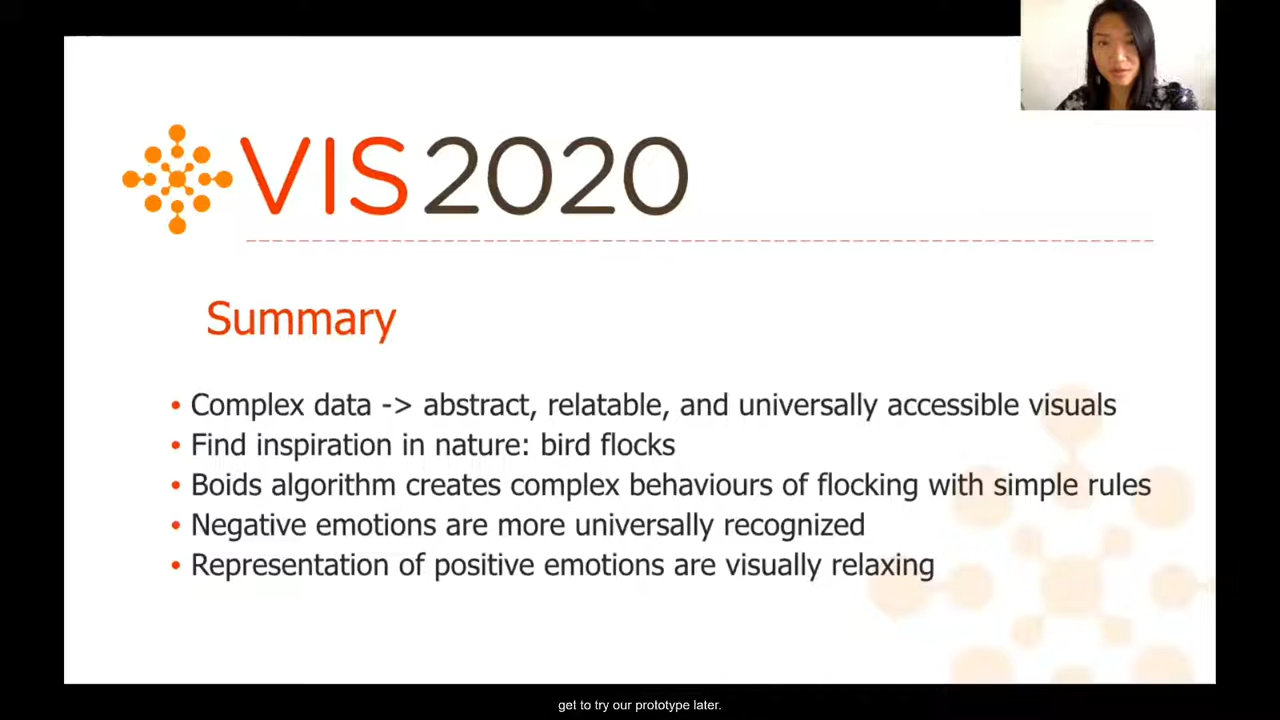 VIS2020
Summary
• Complex data -> abstract, relatable, and universally accessible visuals
• Find inspiration in nature: bird flocks
• Boids algorithm creates complex behaviours of flocking with simple rules
• Negative emotions are more universally recognized
• Representation of positive emotions are visually relaxing
get to try our prototype later.